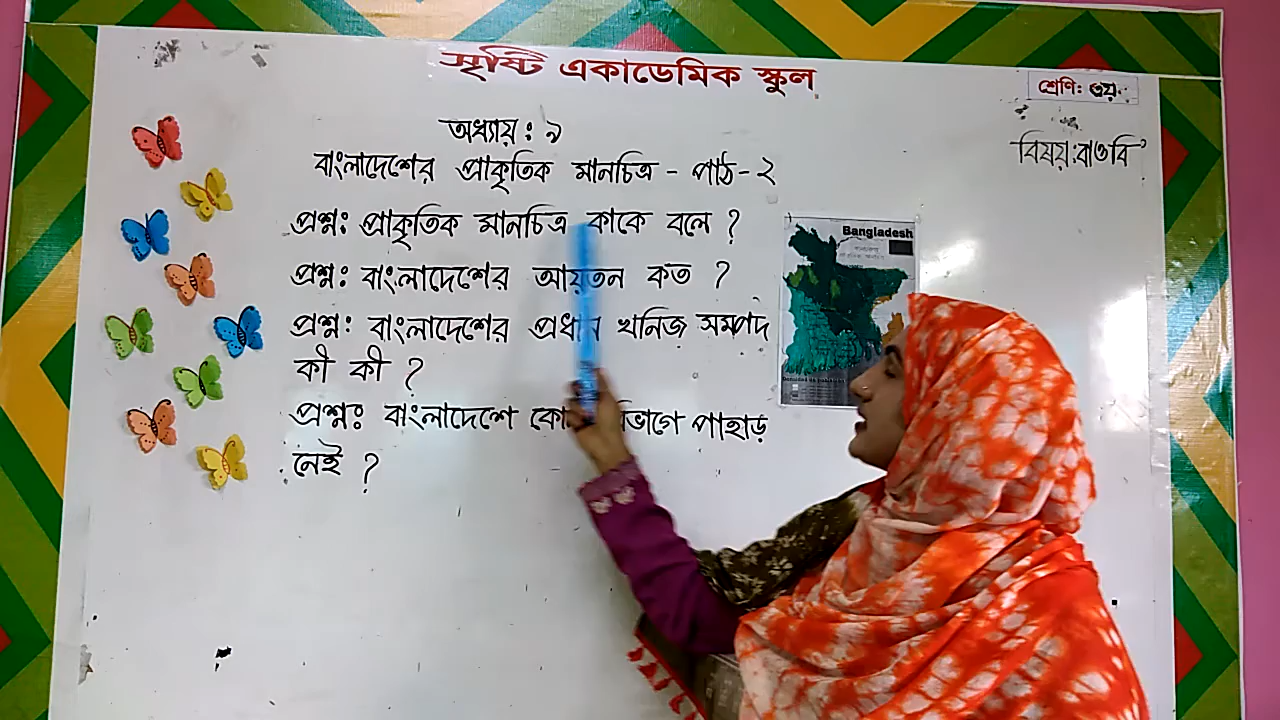 সৃষ্টি একাডেমিক স্কুল
শ্রেণি: ৩য়
বিষয়: বাওবি
অধ্যায়ঃ ৯
বাংলাদেশের প্রাকৃতিক মানচিত্র - পাঠ-২
প্রশ্নঃ প্রাকৃতিক মানচিত্র কাকে বলে ?
প্রশ্নঃ বাংলাদেশের আয়তন কত ?
প্রশ্নঃ বাংলাদেশের প্রধান খনিজ সম্পদ
কী কী ?
প্রশ্নঃ বাংলাদেশে পাহাড়
নেই ?
Bangladesh